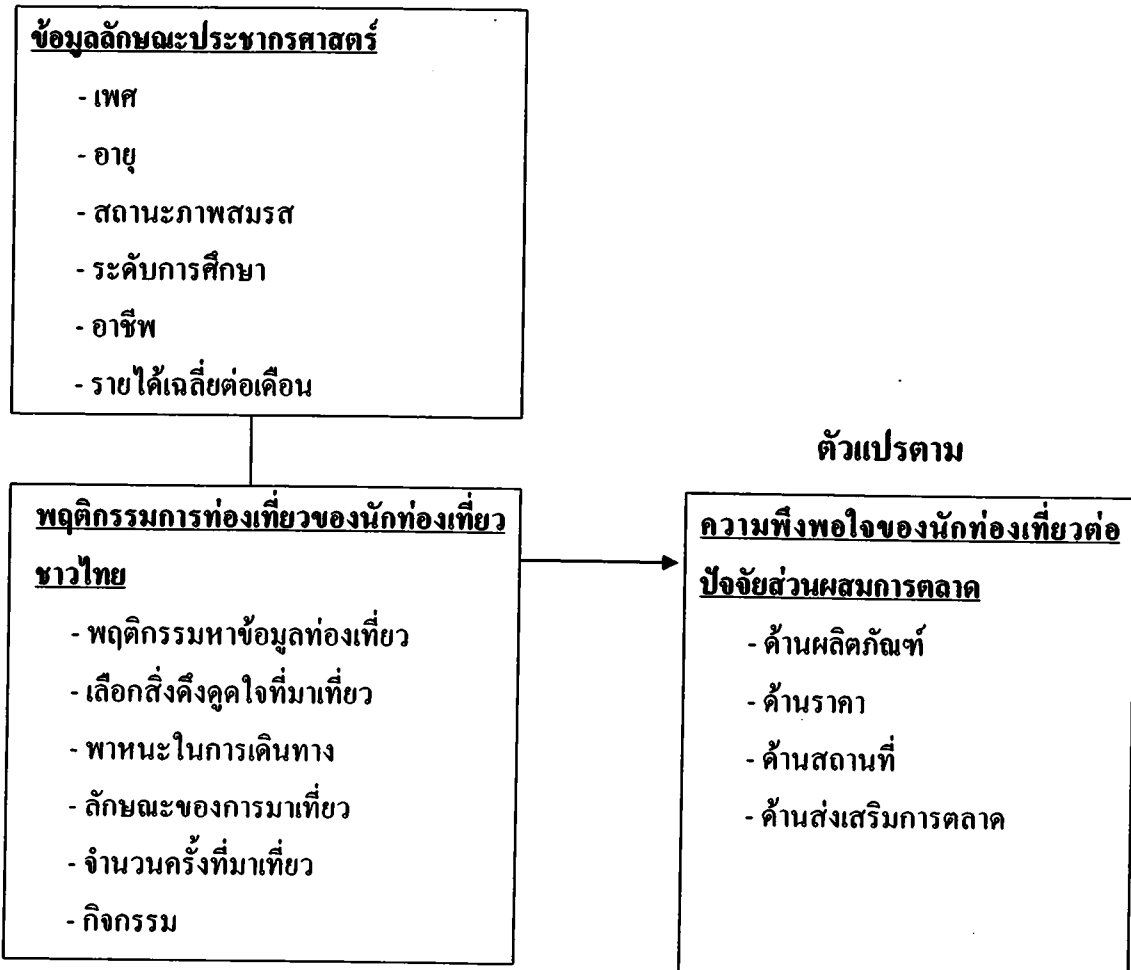 ข้อมูลลักษณะประชากรศาสตร์
- เพศ
- อายุ
- สถานะภาพสมรส
- ระดับการศึกษา
- อาชีพ
- รายได้เฉลี่ยต่อเดือน
พฤติกรรมการท่องเที่ยวของนักท่องเที่ยว
ชาวไทย
- พฤติกรรมหาข้อมูลท่องเที่ยว
- เลือกสิ่งดึงดูดใจที่มาเที่ยว
- พาหนะในการเดินทาง
- ลักษณะของการมาเที่ยว
- จำนวนครั้งที่มาเที่ยว
- กิจกรรม
ตัวแปรตาม
ความพึงพอใจของนักท่องเที่ยวต่อ
ปัจจัยส่วนผสมการตลาด
- ด้านผลิตภัณฑ์
- ด้านราคา
- ด้านสถานที่
- ด้านส่งเสริมการตลาด